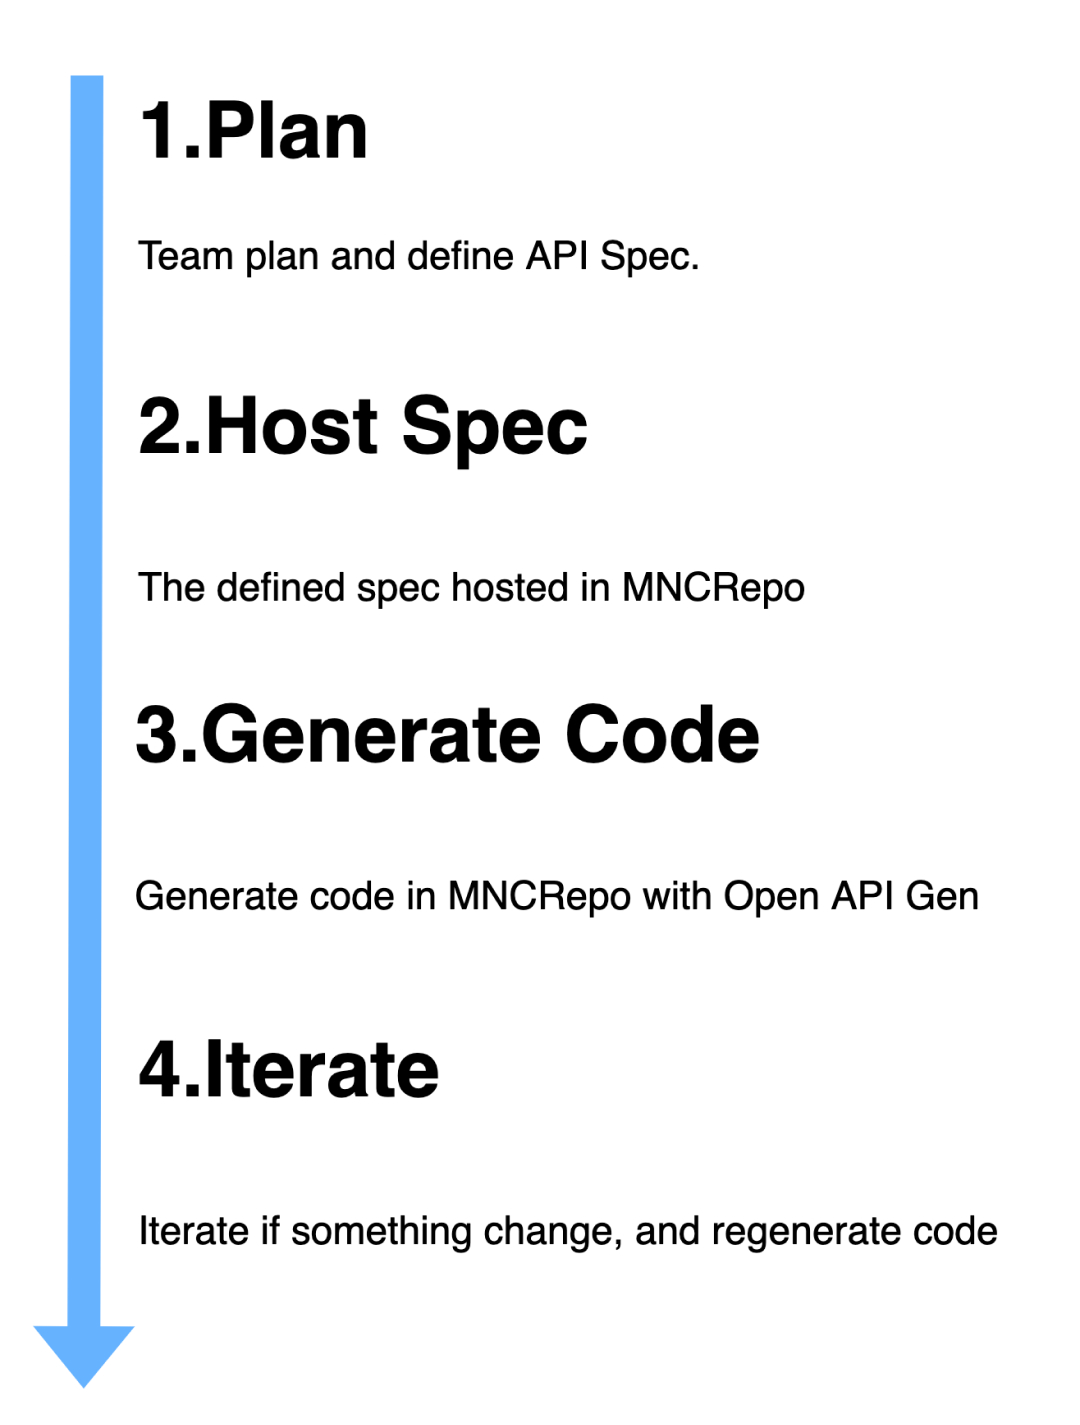 1.Plan
Team plan and define API Spec.
2.Host Spec
The defined spec hosted in MNCRepo
3.Generate Code
Generate code in MNCRepo with Open API Gen
4.Iterate
Iterate if something change, and regenerate code